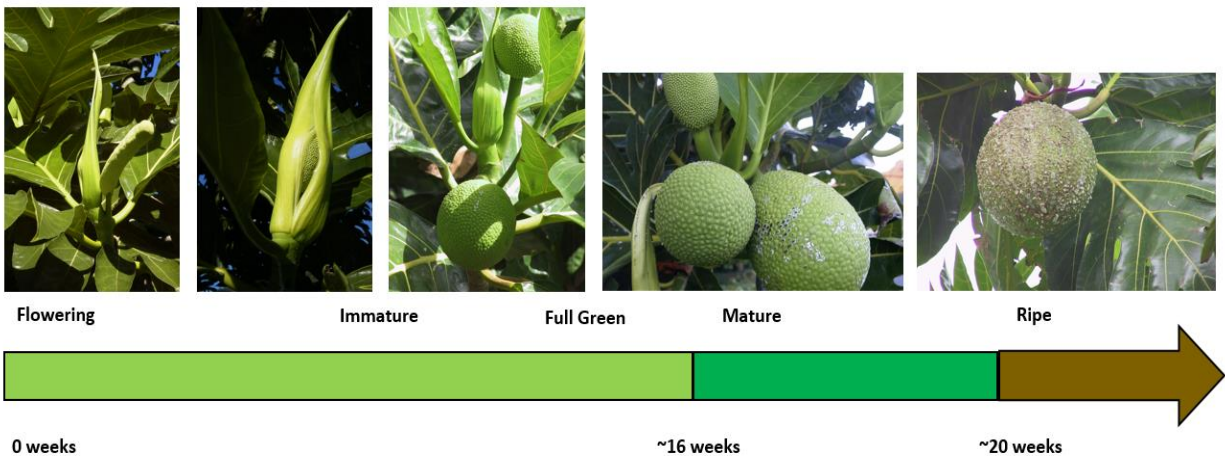 Flowering
Immature
Full Green
Mature
Ripe
0 weeks
~16 weeks
~20 weeks